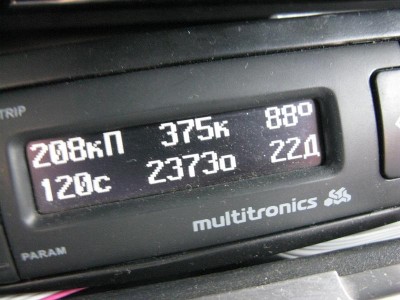 TRIP
208кП 375к 88°
120с 2373о 22Д
multitronics
PARAM